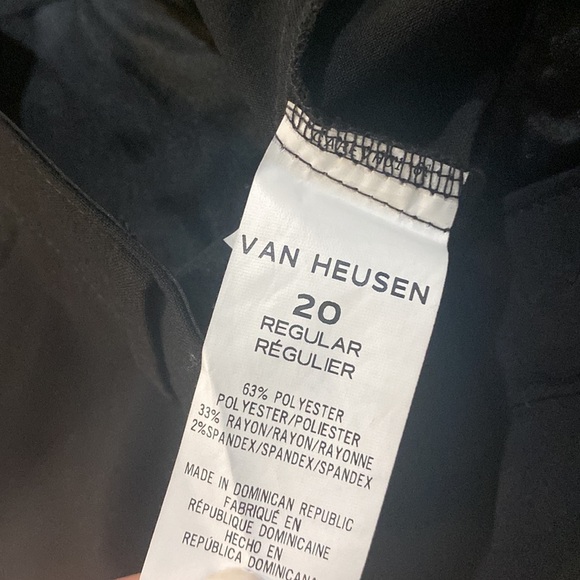 VAN HEUSEN
20
REGULAR
RÉGULIER
63% POLYESTER
POLYESTER/POLIESTER
33% RAYON/RAYON/RAYONNE
2%SPANDEX/SPANDEX/SPANDEX
MADE IN DOMINICAN REPUBLIC
FABRIQUÉ EN
RÉPUBLIQUE DOMINICAINE
HECHO EN
REPÚBLICA DOMINICANA